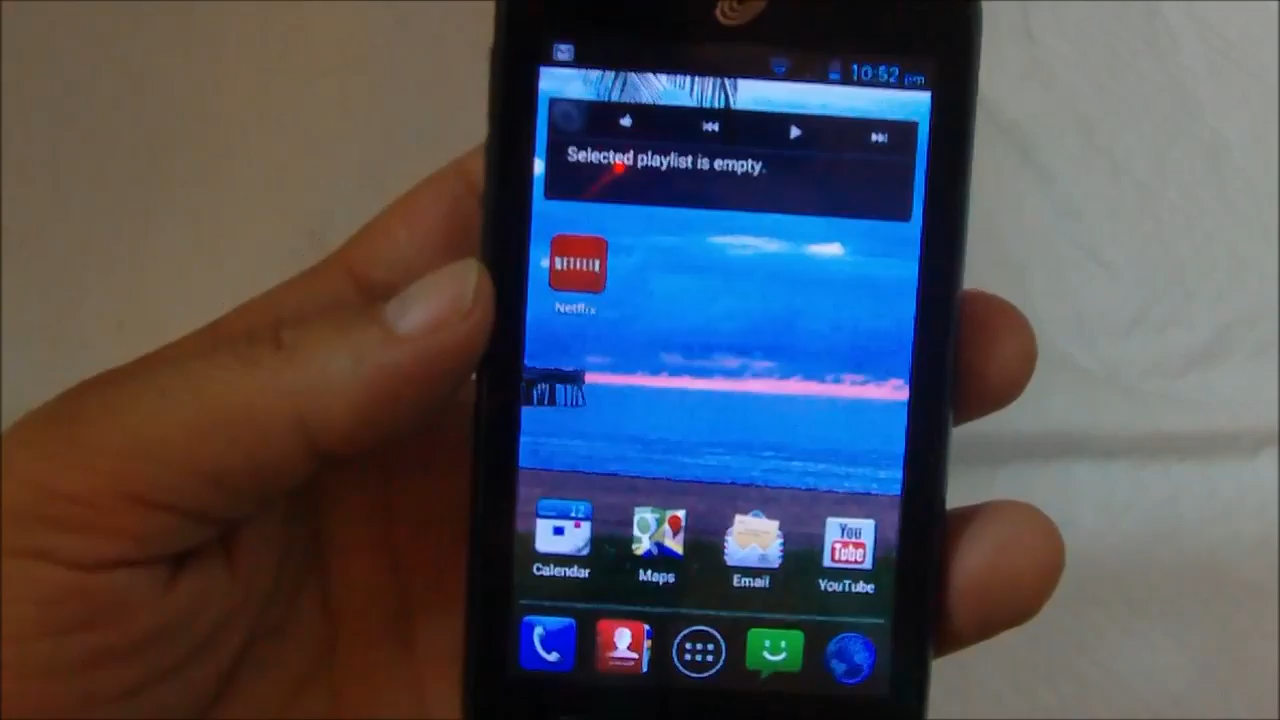 10:52 pm
Selected playlist is empty.
NETFLIX
Netflix
12
You
Tube
Calendar
Maps
Email
YouTube